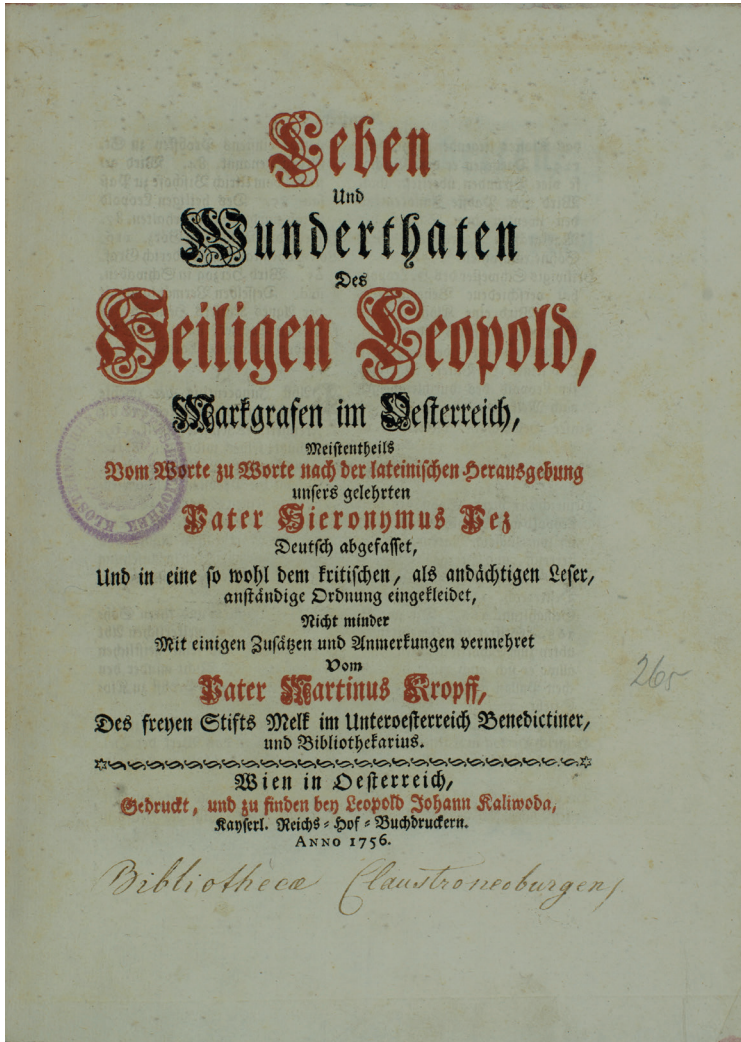 Leben
Und
Wunderthaten
Des
Heiligen Leopold,
Markgrafen im Oesterreich,
Meistentheils
Vom Worte zu Worte nach der lateinischen Herausgebung
unsers gelehrten
Pater Hieronymus Pez
Deutsch abgefasset,
Und in eine so wohl dem kritischen, als andächtigen Leser,
anständige Ordnung eingekleidet,
Nicht minder
Mit einigen Zusätzen und Anmerkungen vermehret
Vom
Pater Martinus Kropff,
Des freyen Stifts Melk im Unteroesterreich Benedictiner,
und Bibliothekarius.
Wien in Oesterreich,
Gedruckt, und zu finden bey Leopold Johann Kaliwoda,
Kayserl. Reichs-Hof-Buchdruckern.
ANNO 1756.
Bibliothecæ Claustroneoburgens
265